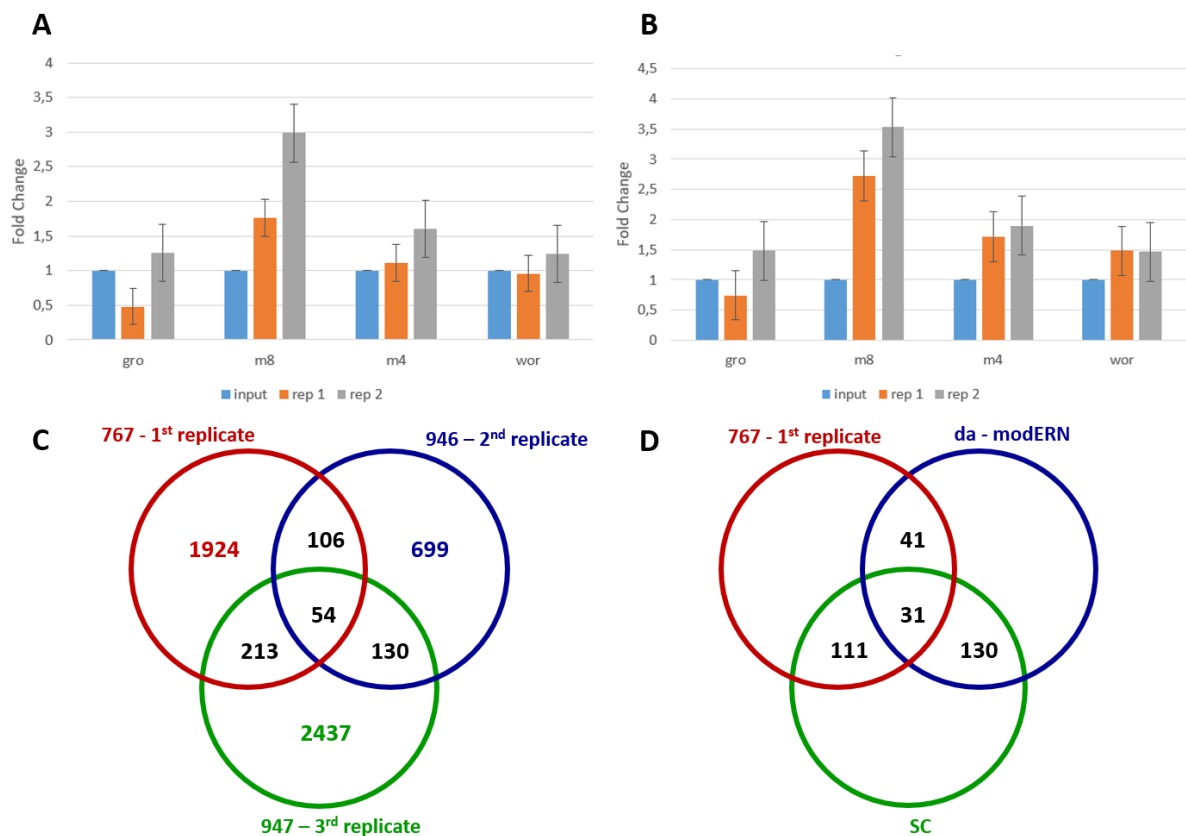 A
4
3,5
3
2,5
2
1,5
1
0,5
0
Fold Change
gro m8 m4 wor
input rep 1 rep 2
B
4,5
4
3,5
3
2,5
2
1,5
1
0,5
0
Fold Change
gro m8 m4 wor
input rep 1 rep 2
C
767 - 1st replicate
946 – 2nd replicate
1924
106
699
54
213
130
2437
947 – 3rd replicate
D
767 - 1st replicate
da - modERN
41
31
111
130
SC